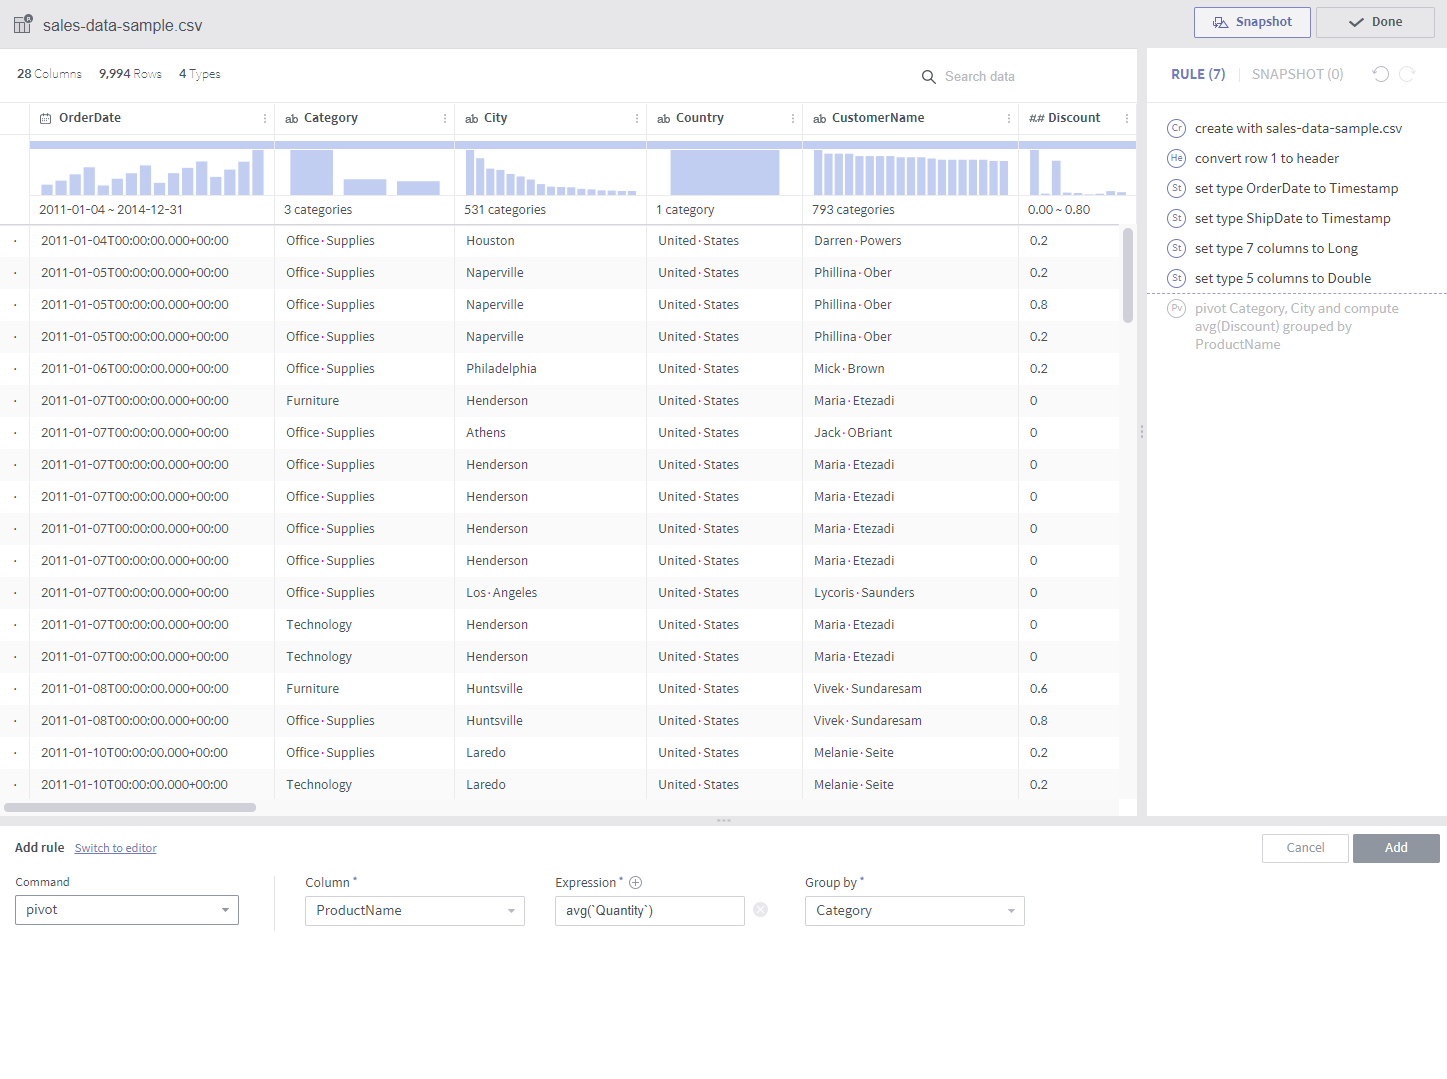 sales-data-sample.csv
Snapshot
Done
28 Columns 9,994 Rows 4 Types
Search data
RULE (7) SNAPSHOT (0)
OrderDate ab Category ab City ab Country ab CustomerName ## Discount
2011-01-04 ~ 2014-12-31 3 categories 531 categories 1 category 793 categories 0.00 ~ 0.80
2011-01-04T00:00:00.000+00:00 Office·Supplies Houston United·States Darren·Powers 0.2
2011-01-05T00:00:00.000+00:00 Office·Supplies Naperville United·States Phillina·Ober 0.2
2011-01-05T00:00:00.000+00:00 Office·Supplies Naperville United·States Phillina·Ober 0.8
2011-01-05T00:00:00.000+00:00 Office·Supplies Naperville United·States Phillina·Ober 0.2
2011-01-06T00:00:00.000+00:00 Office·Supplies Philadelphia United·States Mick·Brown 0.2
2011-01-07T00:00:00.000+00:00 Furniture Henderson United·States Maria·Etezadi 0
2011-01-07T00:00:00.000+00:00 Office·Supplies Athens United·States Jack·OBriant 0
2011-01-07T00:00:00.000+00:00 Office·Supplies Henderson United·States Maria·Etezadi 0
2011-01-07T00:00:00.000+00:00 Office·Supplies Henderson United·States Maria·Etezadi 0
2011-01-07T00:00:00.000+00:00 Office·Supplies Henderson United·States Maria·Etezadi 0
2011-01-07T00:00:00.000+00:00 Office·Supplies Henderson United·States Maria·Etezadi 0
2011-01-07T00:00:00.000+00:00 Office·Supplies Los·Angeles United·States Lycoris·Saunders 0
2011-01-07T00:00:00.000+00:00 Technology Henderson United·States Maria·Etezadi 0
2011-01-07T00:00:00.000+00:00 Technology Henderson United·States Maria·Etezadi 0
2011-01-08T00:00:00.000+00:00 Furniture Huntsville United·States Vivek·Sundaresam 0.6
2011-01-08T00:00:00.000+00:00 Office·Supplies Huntsville United·States Vivek·Sundaresam 0.8
2011-01-10T00:00:00.000+00:00 Office·Supplies Laredo United·States Melanie·Seite 0.2
2011-01-10T00:00:00.000+00:00 Technology Laredo United·States Melanie·Seite 0.2
Cr create with sales-data-sample.csv
He convert row 1 to header
St set type OrderDate to Timestamp
St set type ShipDate to Timestamp
St set type 7 columns to Long
St set type 5 columns to Double
Pv pivot Category, City and compute
avg(Discount) grouped by
ProductName
Add rule Switch to editor
Cancel Add
Command Column * Expression * Group by *
pivot ProductName avg(`Quantity`) Category